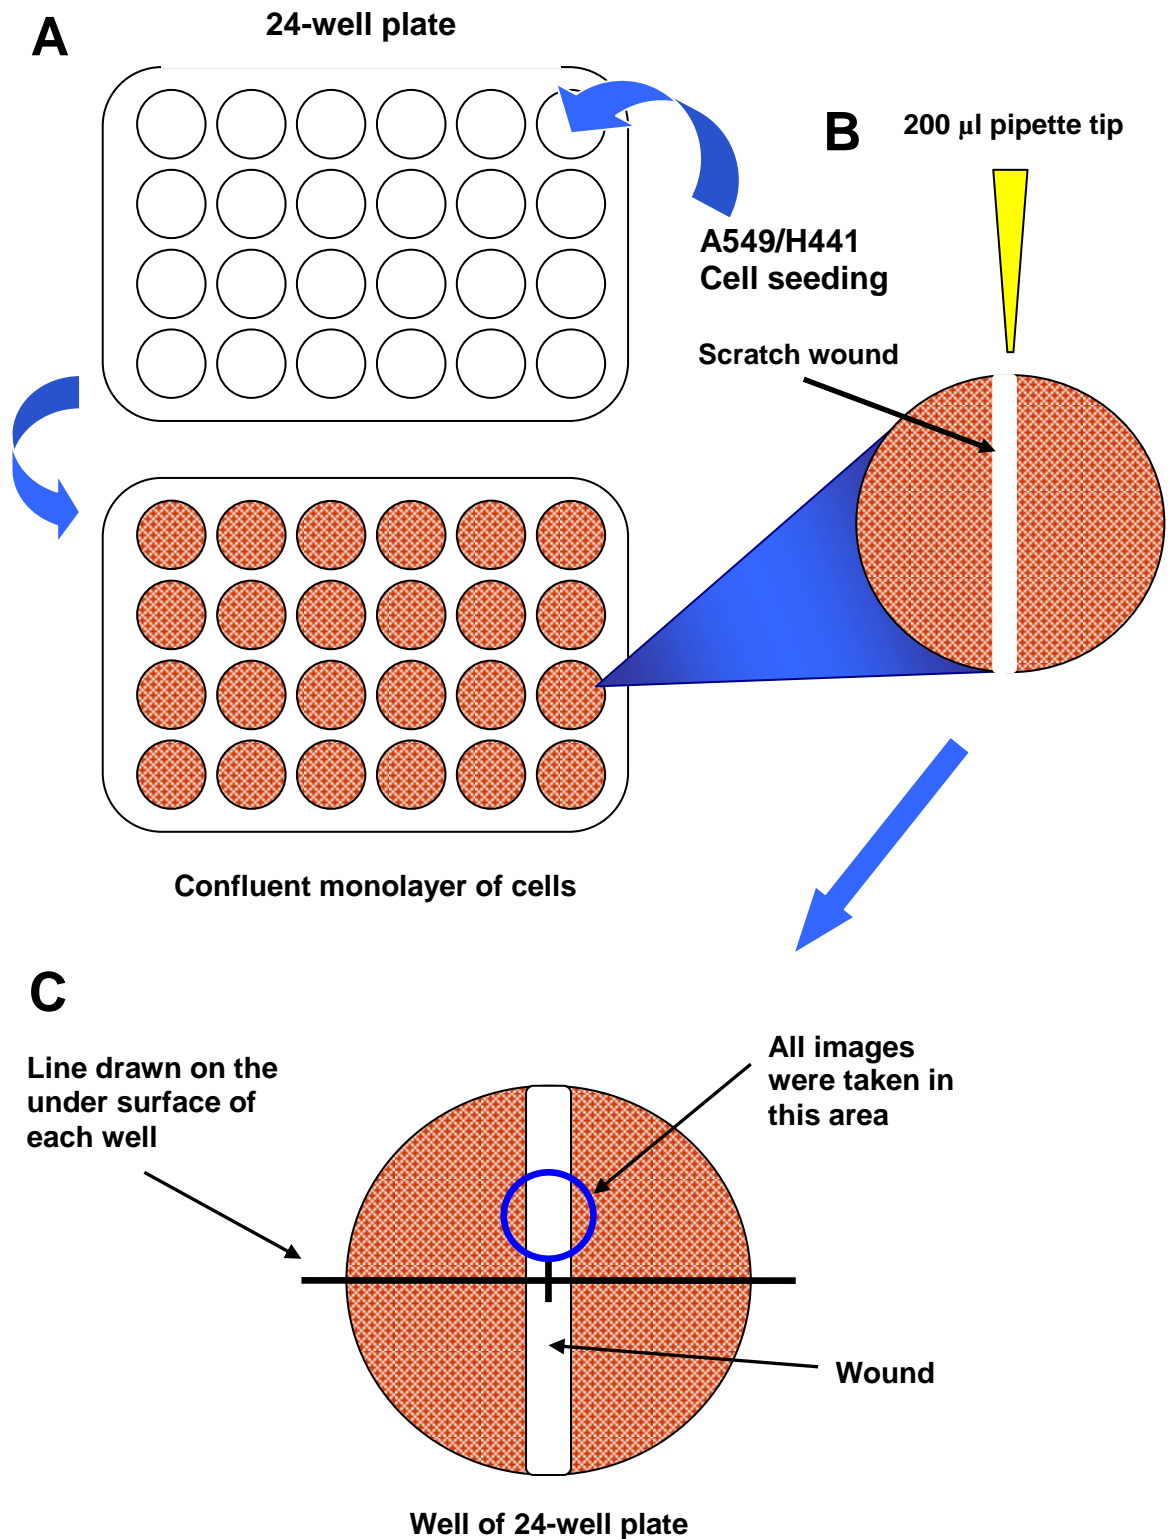 A
24-well plate
B
200 μl pipette tip
A549/H441
Cell seeding
Scratch wound
Confluent monolayer of cells
C
Line drawn on the
under surface of
each well
All images
were taken in
this area
Wound
Well of 24-well plate